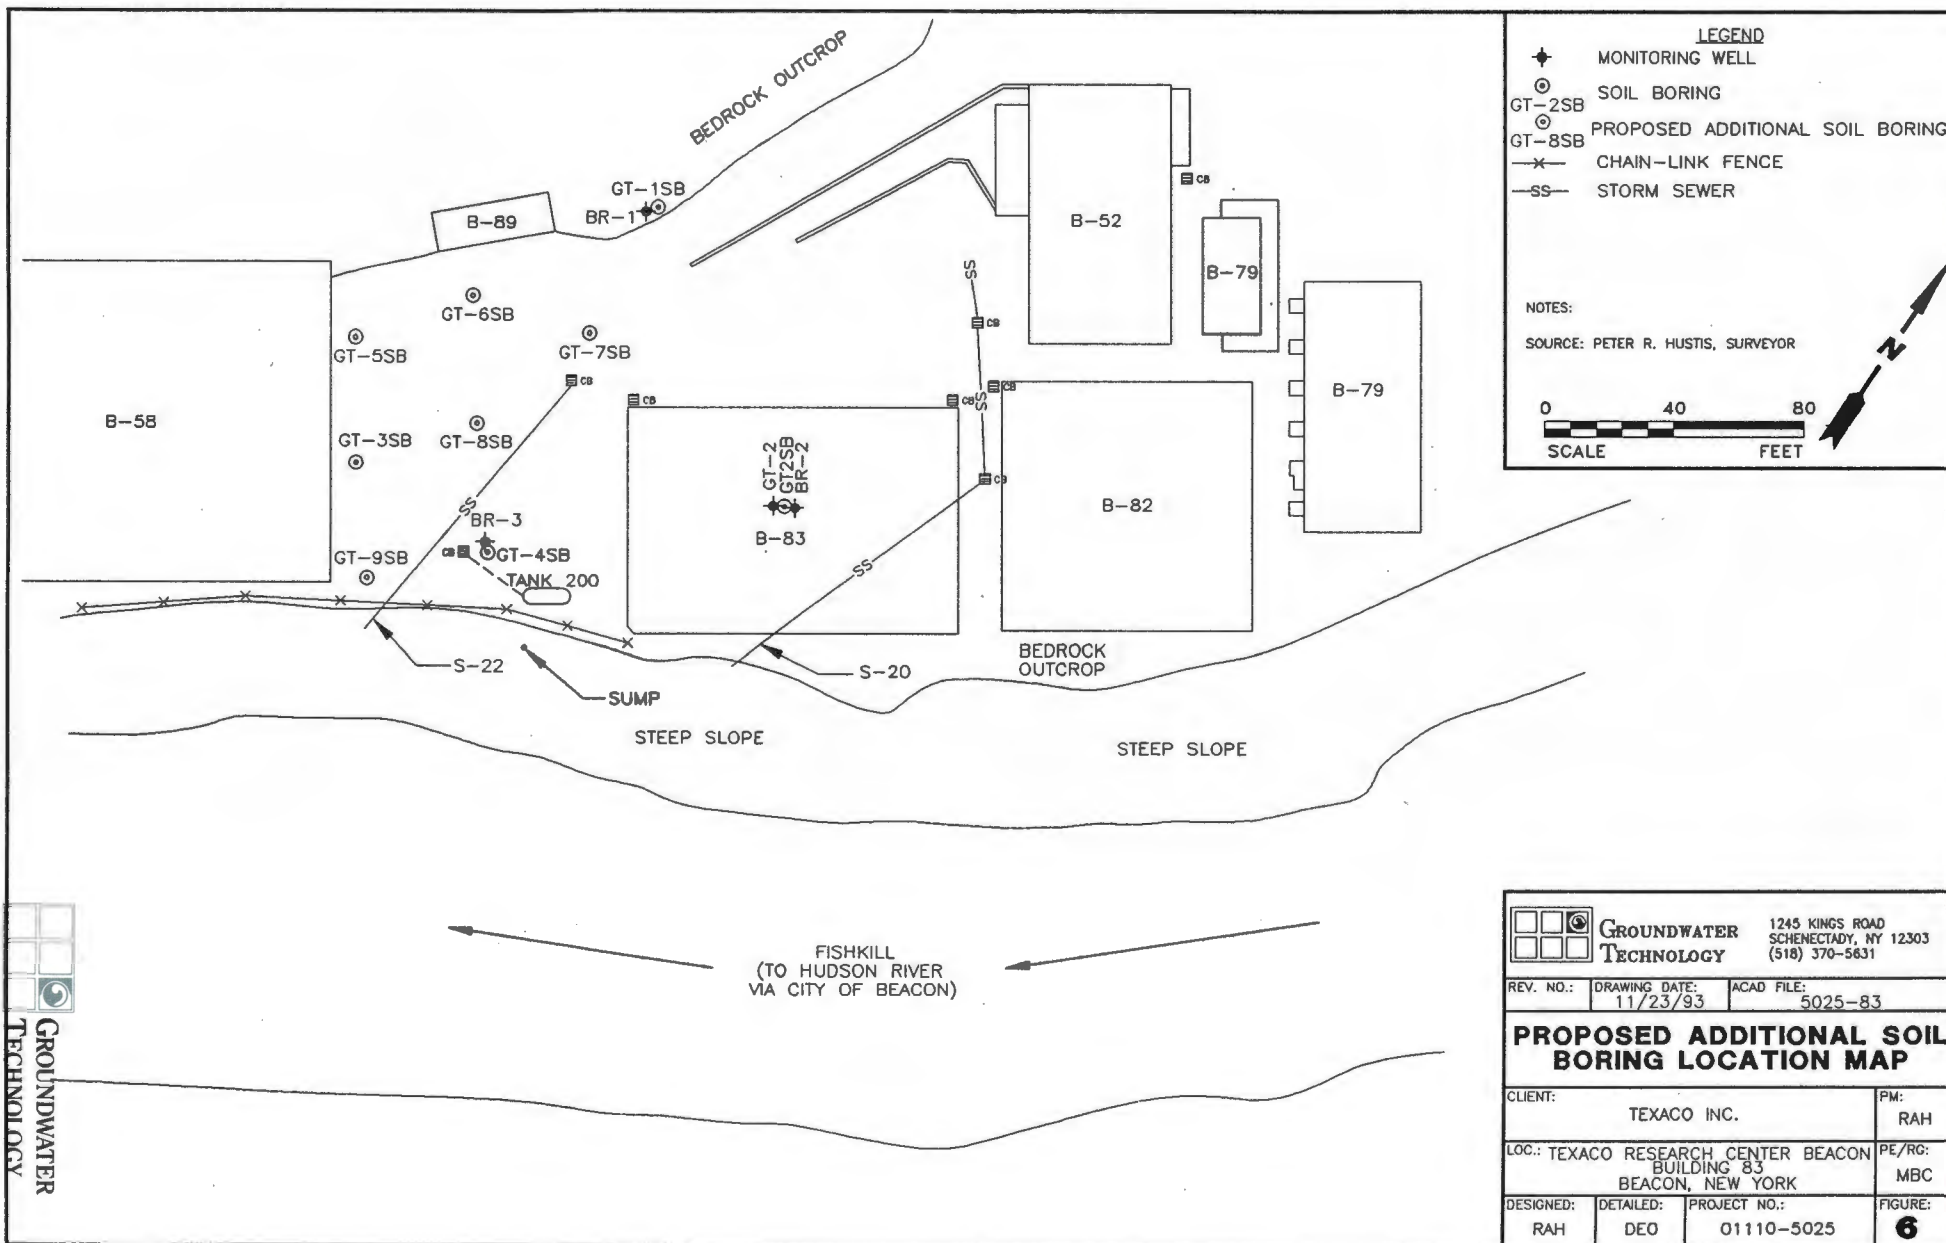 LEGEND
MONITORING WELL
GT-2SB SOIL BORING
GT-8SB PROPOSED ADDITIONAL SOIL BORING
CHAIN-LINK FENCE
SS STORM SEWER
NOTES:
SOURCE: PETER R. HUSTIS, SURVEYOR
N
0 40 80
SCALE FEET
BEDROCK OUTCROP
GT-1SB
BR-1
B-89
B-52
CB
B-79
B-79
GT-6SB
GT-5SB
GT-7SB
CB
SS
CB
B-58
GT-3SB
GT-8SB
CB
CB
SS
CB
CB
GT-2
GT2SB
BR-2
B-83
B-82
SS
BR-3
CB
GT-4SB
GT-9SB
TANK 200
SS
S-22
SUMP
S-20
BEDROCK
OUTCROP
STEEP SLOPE
STEEP SLOPE
FISHKILL
(TO HUDSON RIVER
VIA CITY OF BEACON)
GROUNDWATER
TECHNOLOGY
GROUNDWATER
TECHNOLOGY
1245 KINGS ROAD
SCHENECTADY, NY 12303
(518) 370-5631
REV. NO.:
DRAWING DATE:
11/23/93
ACAD FILE:
5025-83
PROPOSED ADDITIONAL SOIL
BORING LOCATION MAP
CLIENT:
TEXACO INC.
PM:
RAH
LOC.: TEXACO RESEARCH CENTER BEACON
BUILDING 83
BEACON, NEW YORK
PE/RG:
MBC
DESIGNED:
RAH
DETAILED:
DEO
PROJECT NO.:
01110-5025
FIGURE:
6